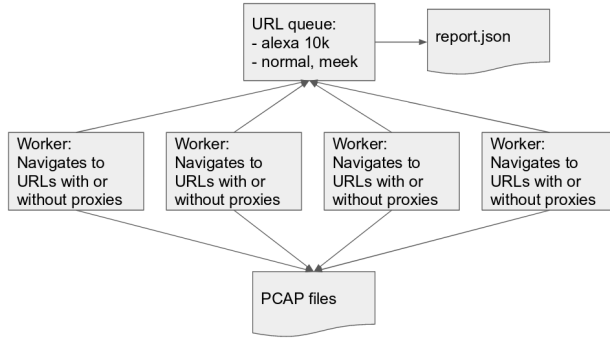 URL queue:
- alexa 10k
- normal, meek
report.json
Worker:
Navigates to
URLs with or
without proxies
Worker:
Navigates to
URLs with or
without proxies
Worker:
Navigates to
URLs with or
without proxies
Worker:
Navigates to
URLs with or
without proxies
PCAP files